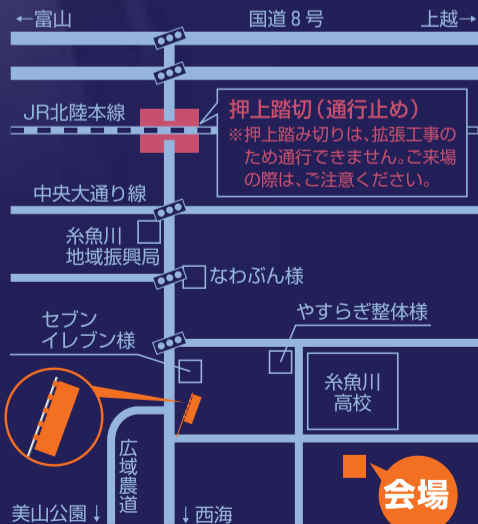 ←富山
国道8号
上越→
JR北陸本線
押上踏切(通行止め)
※押上踏み切りは、拡張工事の
ため通行できません。ご来場
の際は、ご注意ください。
中央大通り線
糸魚川
地域振興局
なわぶん様
セブン
イレブン様
やすらぎ整体様
糸魚川
高校
広域農道
会場
美山公園↓
↓西海